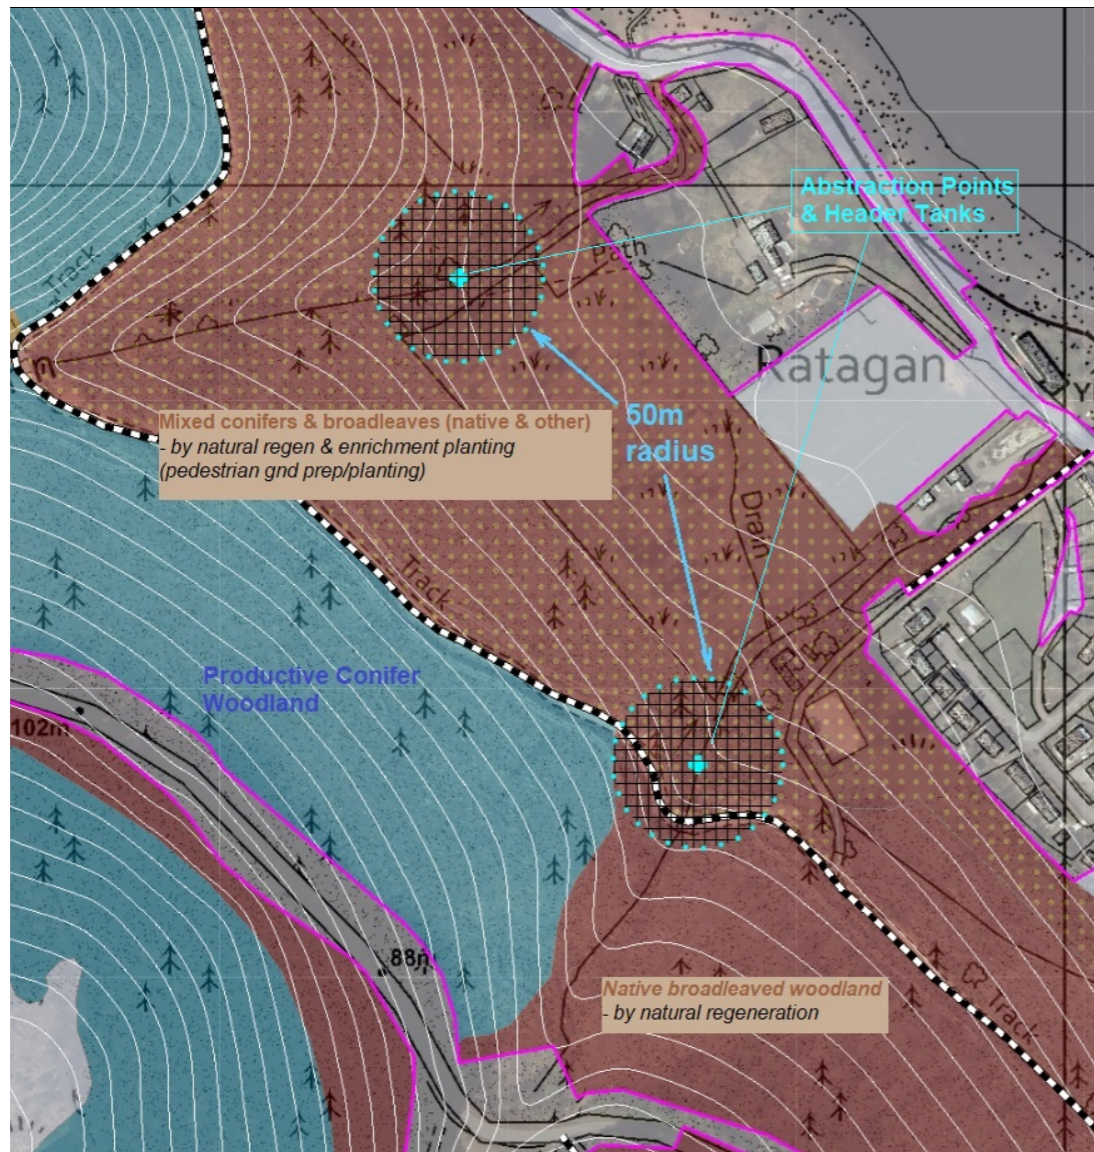 Abstraction Points
& Header Tanks
Track
Path
Ratagan
Y
50m
radius
Mixed conifers & broadleaves (native & other)
- by natural regen & enrichment planting
(pedestrian gnd prep/planting)
Drain
Track
Productive Conifer
Woodland
102m
88m
Native broadleaved woodland
- by natural regeneration
Track